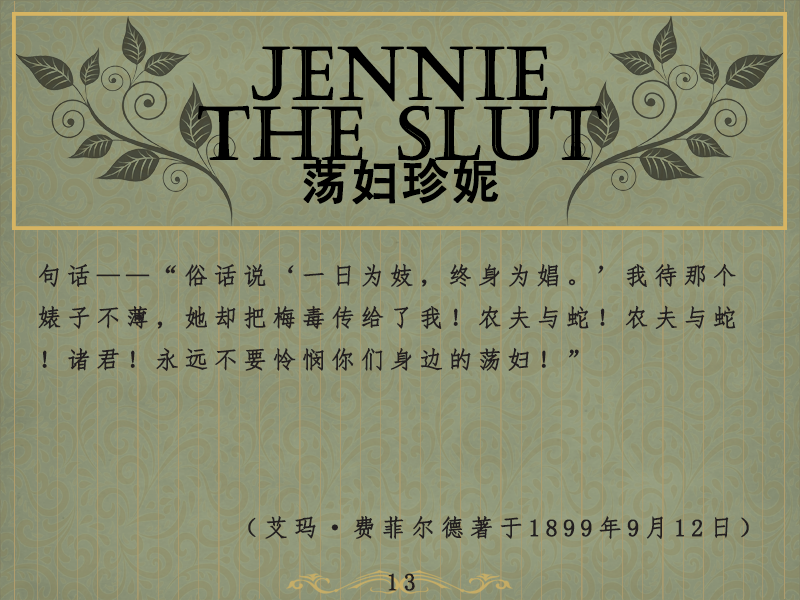 JENNIE
THE SLUT
荡妇珍妮
句话——“俗话说‘一日为妓，终身为娼。’我待那个
婊子不薄，她却把梅毒传给了我！农夫与蛇！农夫与蛇
！诸君！永远不要怜悯你们身边的荡妇！”
（艾玛·费菲尔德著于1899年9月12日）
13